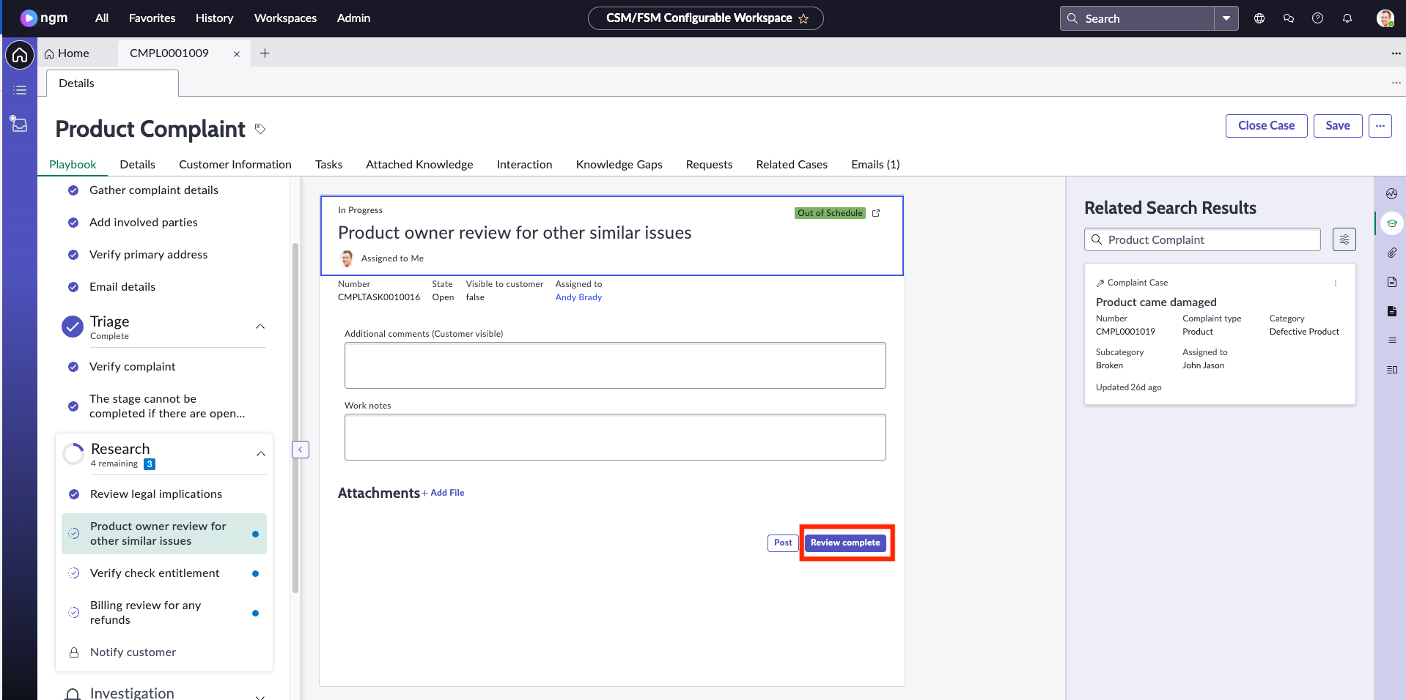 ngm
All
Favorites
History
Workspaces
Admin
CSM/FSM Configurable Workspace
Search
Home
CMPL0001009
Details
Product Complaint
Close Case
Save
Playbook
Details
Customer Information
Tasks
Attached Knowledge
Interaction
Knowledge Gaps
Requests
Related Cases
Emails (1)
Gather complaint details
Add involved parties
Verify primary address
Email details
Triage
Complete
Verify complaint
The stage cannot be
completed if there are open...
Research
4 remaining 3
Review legal implications
Product owner review for
other similar issues
Verify check entitlement
Billing review for any
refunds
Notify customer
Investigation
In Progress
Out of Schedule
Product owner review for other similar issues
Assigned to Me
Number State Visible to customer Assigned to
CMPLTASK0010016 Open false Andy Brady
Additional comments (Customer visible)
Work notes
Attachments + Add File
Post
Review complete
Related Search Results
Product Complaint
Complaint Case
Product came damaged
Number Complaint type Category
CMPL0001019 Product Defective Product
Subcategory Assigned to
Broken John Jason
Updated 26d ago